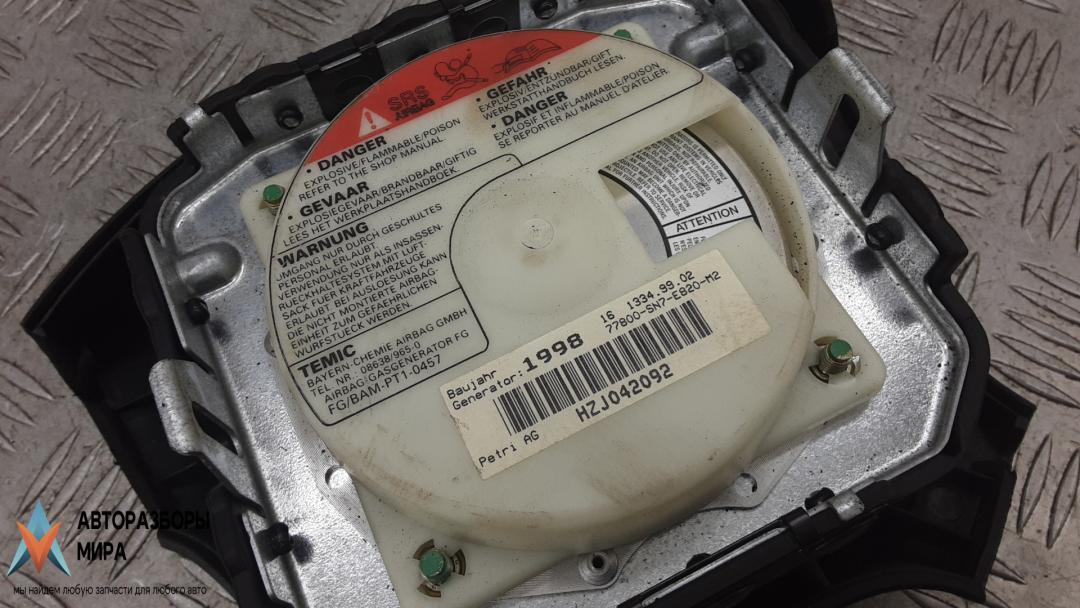 SRS
AIRBAG
• DANGER
EXPLOSIVE/FLAMMABLE/POISON
REFER TO THE SHOP MANUAL.
• GEVAAR
EXPLOSIEGEVAAR/BRANDBAAR/GIFTIG
LEES HET WERKPLAATSHANDBOEK.
• GEFAHR
EXPLOSIV/ENTZUNDBAR/GIFT
WERKSTATTHANDBUCH LESEN.
• DANGER
EXPLOSIF ET INFLAMMABLE/POISON
SE REPORTER AU MANUEL D'ATELIER.
WARNUNG
UMGANG NUR DURCH GESCHULTES
PERSONAL ERLAUBT.
VERWENDUNG NUR ALS INSASSEN-
RUECKHALTESYSTEM MIT LUFT-
SACK FUER KRAFTFAHRZEUGE
ERLAUBT
DIE NICHT MONTIERTE AIRBAG-
EINHEIT ZUM GEFAEHRLICHEN
WURFSTUECK WERDEN.
BEI AUSLOESUNG KANN
TEMIC
BAYERN-CHEMIE AIRBAG GMBH
TEL.NR.: 08638/965-0
AIRBAG:GASGENERATOR FG
FG/BAM-PT1-0457
ATTENTION
Baujahr
Generator: 1998
16 1334.99.02
77800-SN7-E820-M2
HZJ042092
Petri AG
АВТОРАЗБОРЫ
МИРА
мы найдем любую запчасти для любого авто